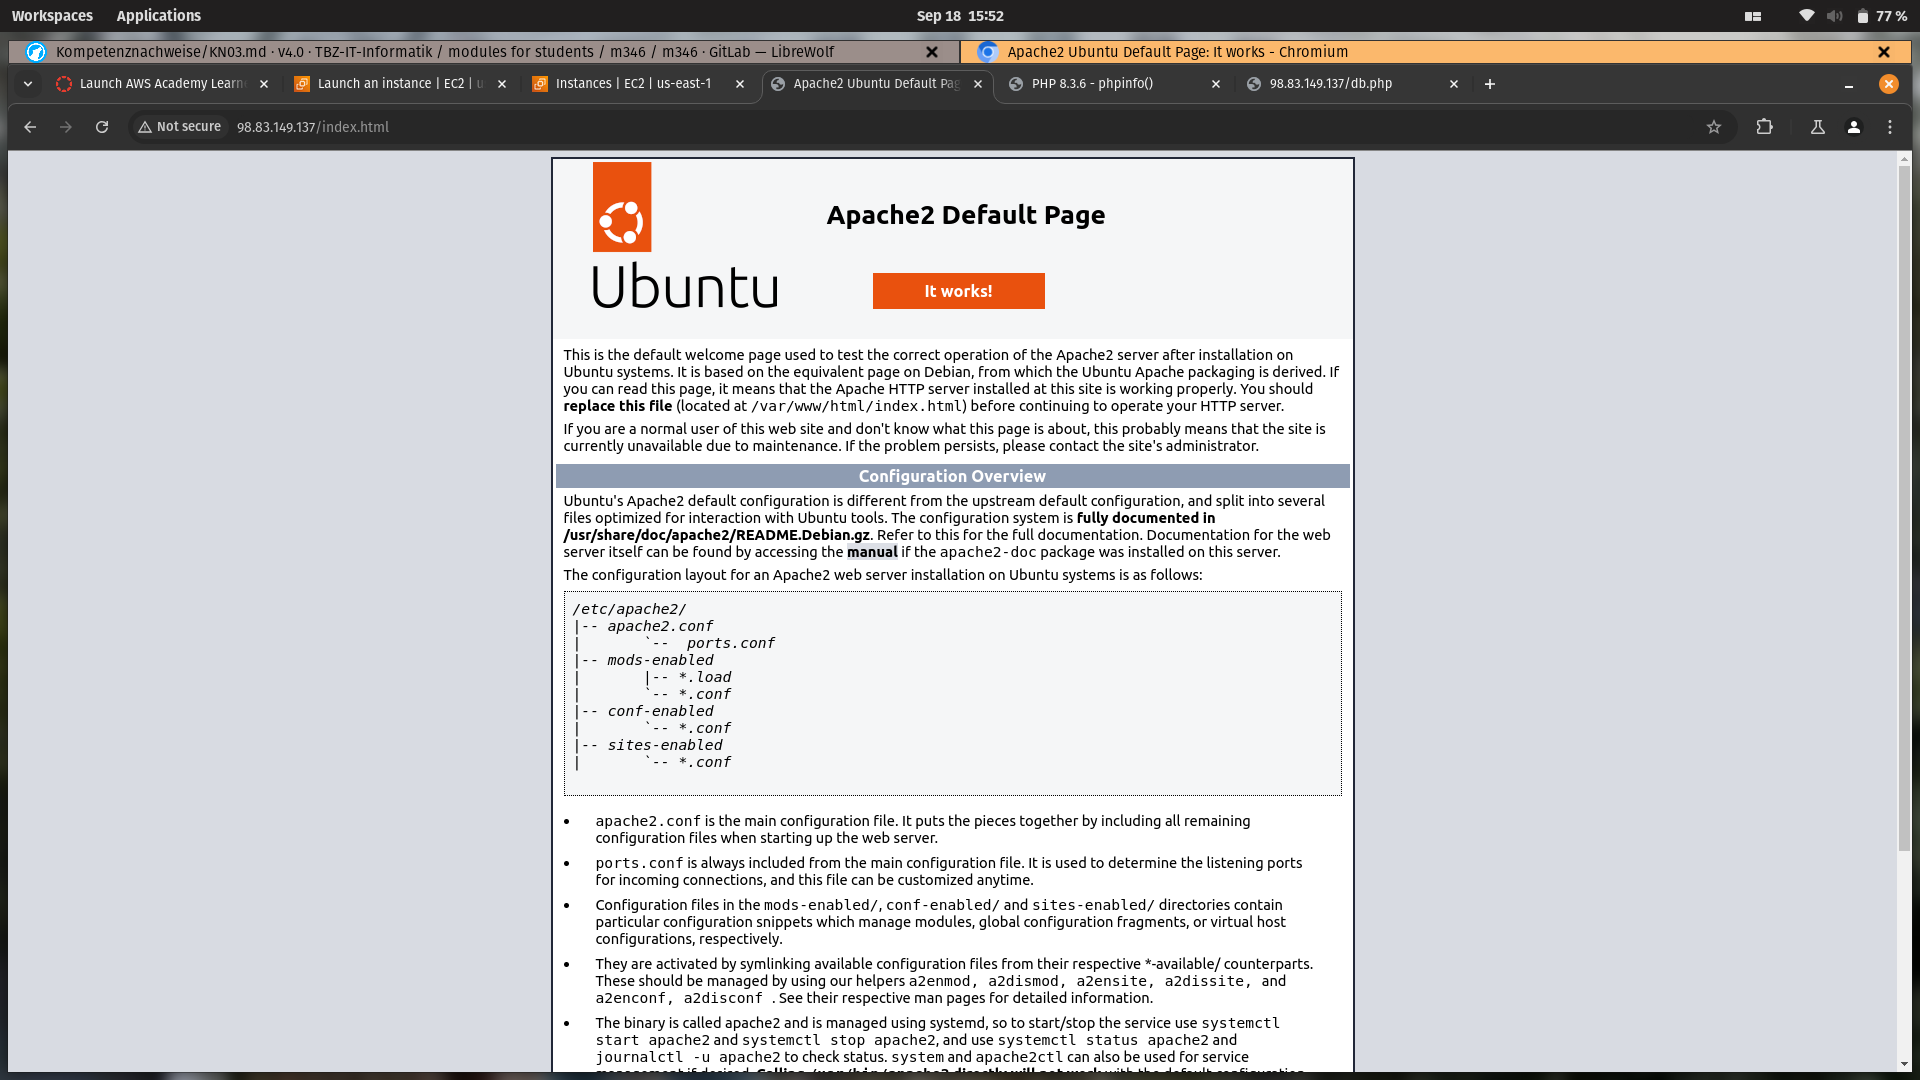 Workspaces Applications Sep 18 15:52 77 %
Kompetenznachweise/KN03.md · v4.0 · TBZ-IT-Informatik / modules for students / m346 / m346 · GitLab — LibreWolf
Apache2 Ubuntu Default Page: It works - Chromium
Launch AWS Academy Learne
Launch an instance | EC2 | u
Instances | EC2 | us-east-1
Apache2 Ubuntu Default Pag
PHP 8.3.6 - phpinfo()
98.83.149.137/db.php
Not secure 98.83.149.137/index.html
Apache2 Default Page
Ubuntu
It works!
This is the default welcome page used to test the correct operation of the Apache2 server after installation on
Ubuntu systems. It is based on the equivalent page on Debian, from which the Ubuntu Apache packaging is derived. If
you can read this page, it means that the Apache HTTP server installed at this site is working properly. You should
replace this file (located at /var/www/html/index.html) before continuing to operate your HTTP server.
If you are a normal user of this web site and don't know what this page is about, this probably means that the site is
currently unavailable due to maintenance. If the problem persists, please contact the site's administrator.
Configuration Overview
Ubuntu's Apache2 default configuration is different from the upstream default configuration, and split into several
files optimized for interaction with Ubuntu tools. The configuration system is fully documented in
/usr/share/doc/apache2/README.Debian.gz. Refer to this for the full documentation. Documentation for the web
server itself can be found by accessing the manual if the apache2-doc package was installed on this server.
The configuration layout for an Apache2 web server installation on Ubuntu systems is as follows:
/etc/apache2/
|-- apache2.conf
|       `--  ports.conf
|-- mods-enabled
|       |-- *.load
|       `-- *.conf
|-- conf-enabled
|       `-- *.conf
|-- sites-enabled
|       `-- *.conf
• apache2.conf is the main configuration file. It puts the pieces together by including all remaining
configuration files when starting up the web server.
• ports.conf is always included from the main configuration file. It is used to determine the listening ports
for incoming connections, and this file can be customized anytime.
• Configuration files in the mods-enabled/, conf-enabled/ and sites-enabled/ directories contain
particular configuration snippets which manage modules, global configuration fragments, or virtual host
configurations, respectively.
• They are activated by symlinking available configuration files from their respective *-available/ counterparts.
These should be managed by using our helpers a2enmod, a2dismod, a2ensite, a2dissite, and
a2enconf, a2disconf . See their respective man pages for detailed information.
• The binary is called apache2 and is managed using systemd, so to start/stop the service use systemctl
start apache2 and systemctl stop apache2, and use systemctl status apache2 and
journalctl -u apache2 to check status. system and apache2ctl can also be used for service
management if desired. Calling /usr/bin/apache2 directly will not work with the default configuration.